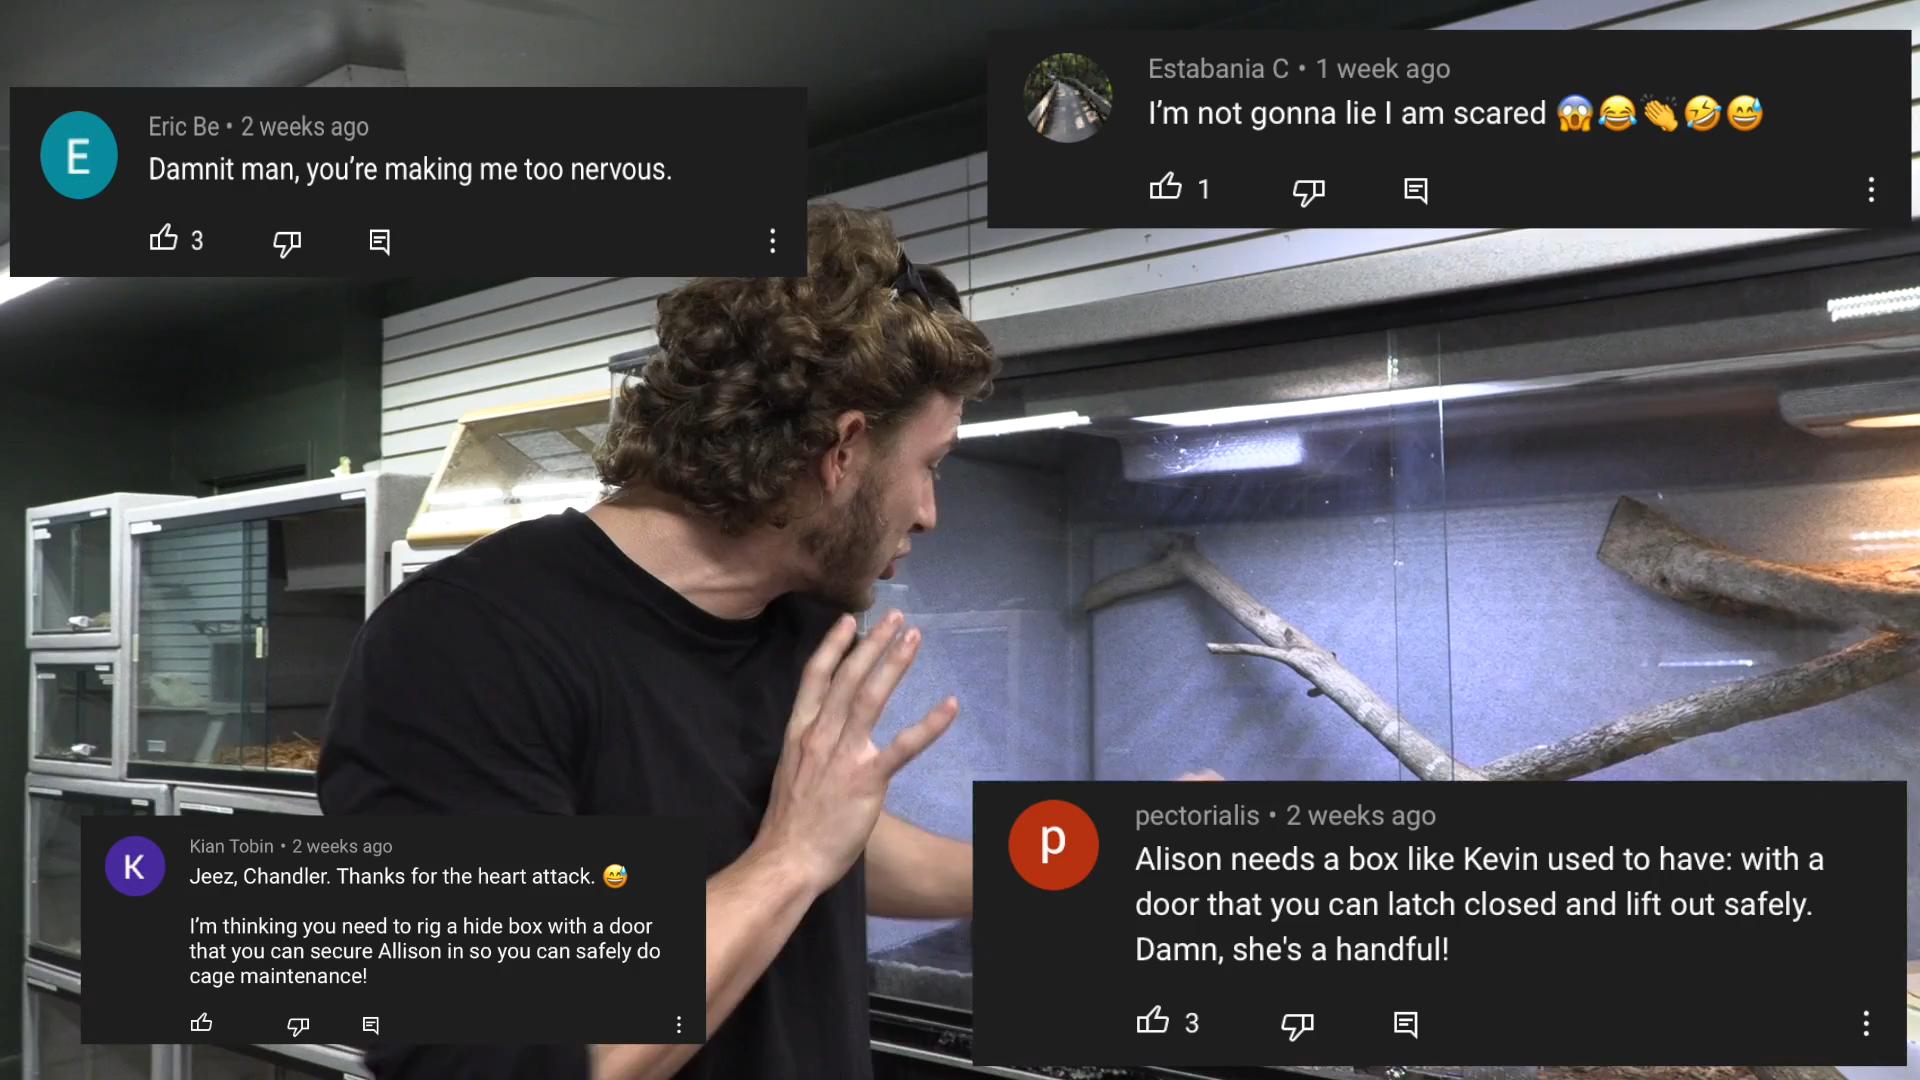 Eric Be • 2 weeks ago
Damnit man, you're making me too nervous.
3
Estabania C • 1 week ago
I'm not gonna lie I am scared 😱😂👏🤣😅
1
Kian Tobin • 2 weeks ago
Jeez, Chandler. Thanks for the heart attack. 😅
I'm thinking you need to rig a hide box with a door
that you can secure Allison in so you can safely do
cage maintenance!
pectorialis • 2 weeks ago
Alison needs a box like Kevin used to have: with a
door that you can latch closed and lift out safely.
Damn, she's a handful!
3
E
K
p